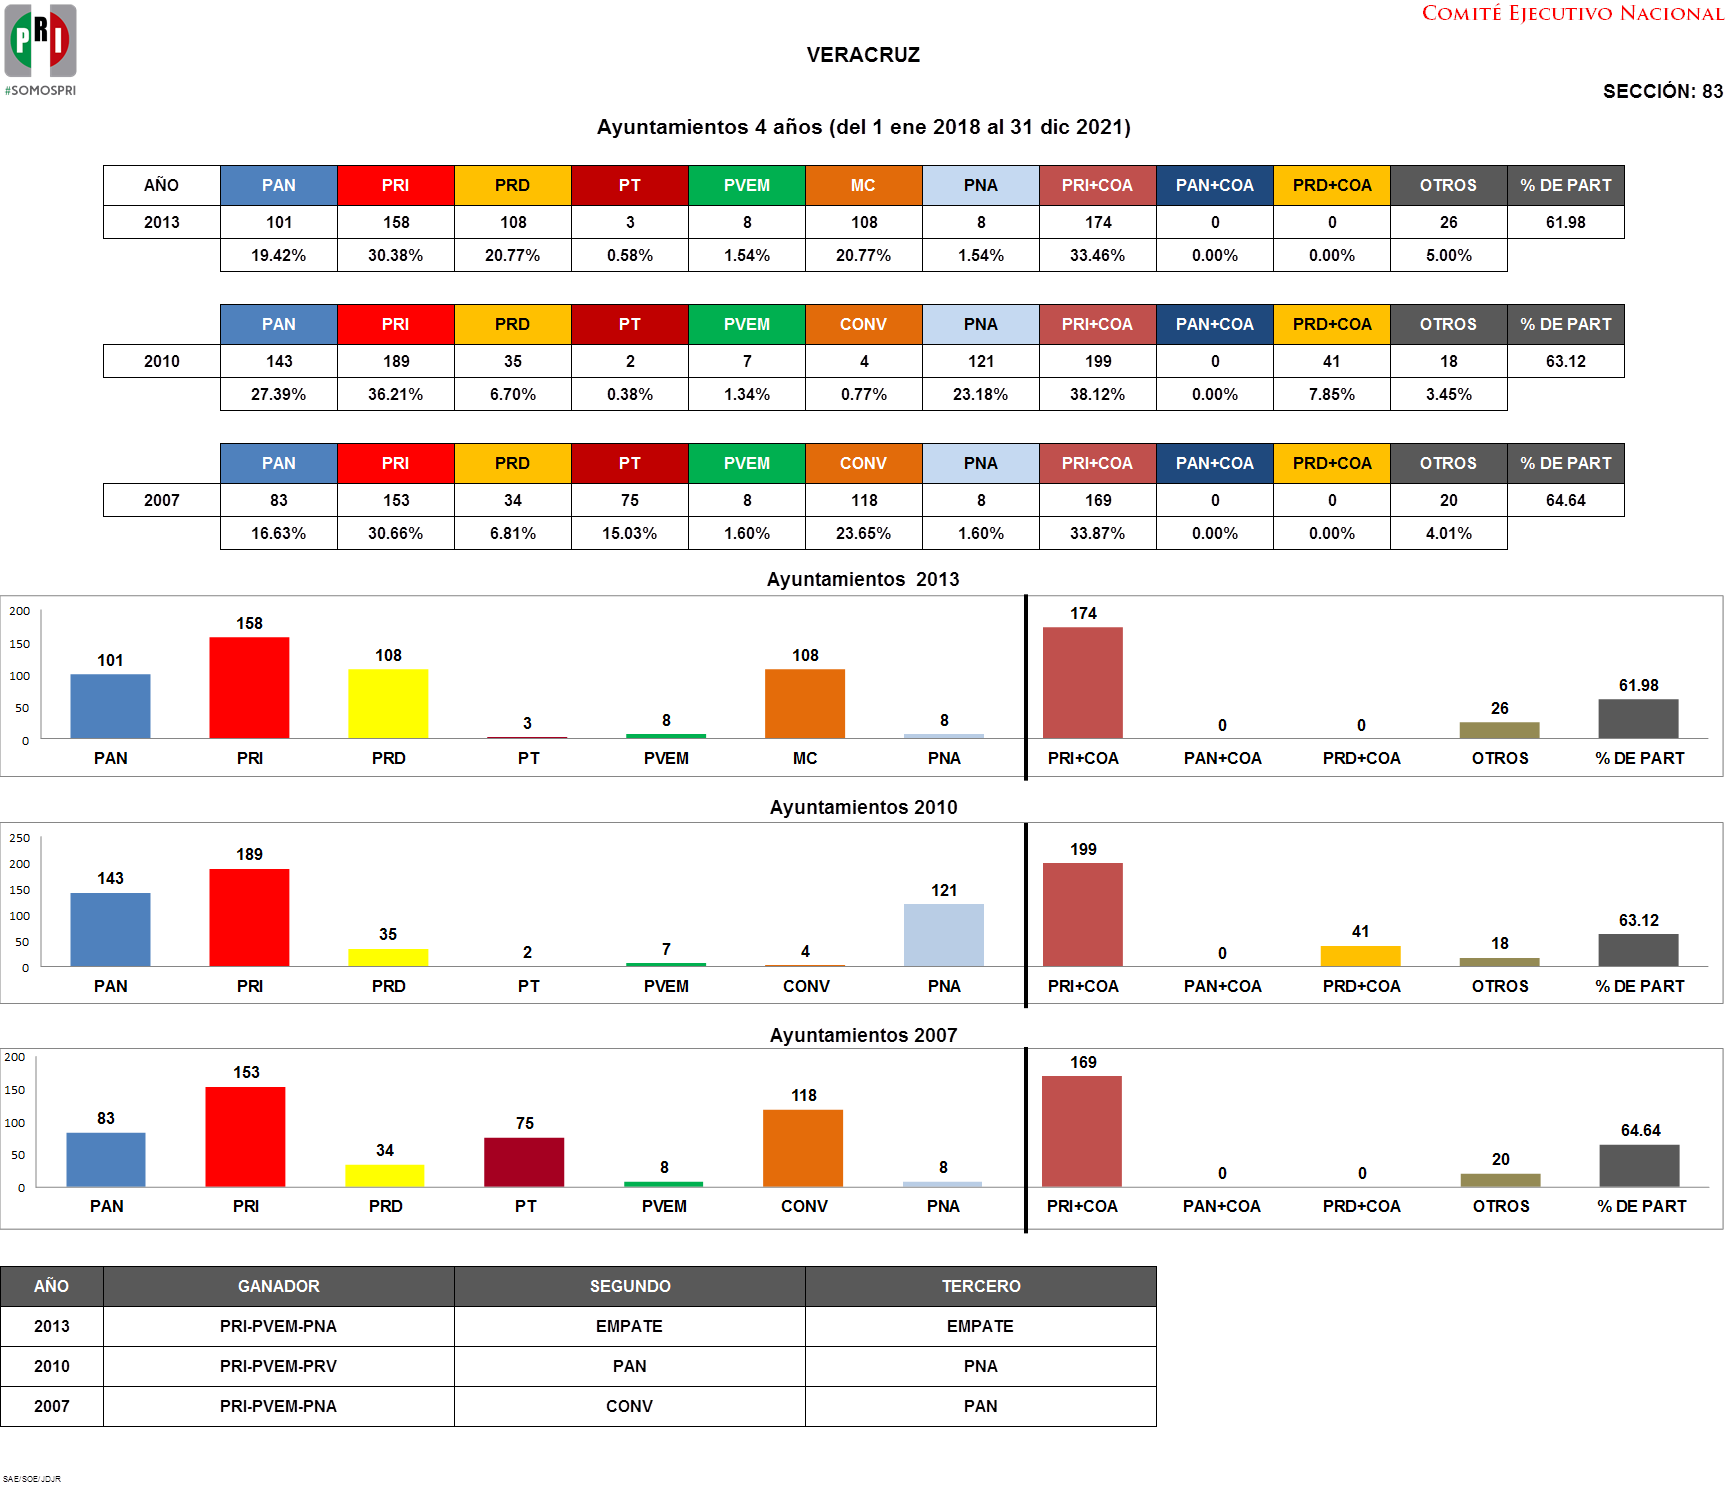 PRI
#SOMOSPRI
COMITÉ EJECUTIVO NACIONAL
VERACRUZ
SECCIÓN: 83
Ayuntamientos 4 años (del 1 ene 2018 al 31 dic 2021)
AÑO PAN PRI PRD PT PVEM MC PNA PRI+COA PAN+COA PRD+COA OTROS % DE PART
2013 101 158 108 3 8 108 8 174 0 0 26 61.98
19.42% 30.38% 20.77% 0.58% 1.54% 20.77% 1.54% 33.46% 0.00% 0.00% 5.00%
PAN PRI PRD PT PVEM CONV PNA PRI+COA PAN+COA PRD+COA OTROS % DE PART
2010 143 189 35 2 7 4 121 199 0 41 18 63.12
27.39% 36.21% 6.70% 0.38% 1.34% 0.77% 23.18% 38.12% 0.00% 7.85% 3.45%
PAN PRI PRD PT PVEM CONV PNA PRI+COA PAN+COA PRD+COA OTROS % DE PART
2007 83 153 34 75 8 118 8 169 0 0 20 64.64
16.63% 30.66% 6.81% 15.03% 1.60% 23.65% 1.60% 33.87% 0.00% 0.00% 4.01%
Ayuntamientos 2013
200
150
100
50
0
101 158 108 3 8 108 8 174 0 0 26 61.98
PAN PRI PRD PT PVEM MC PNA PRI+COA PAN+COA PRD+COA OTROS % DE PART
Ayuntamientos 2010
250
200
150
100
50
0
143 189 35 2 7 4 121 199 0 41 18 63.12
PAN PRI PRD PT PVEM CONV PNA PRI+COA PAN+COA PRD+COA OTROS % DE PART
Ayuntamientos 2007
200
150
100
50
0
83 153 34 75 8 118 8 169 0 0 20 64.64
PAN PRI PRD PT PVEM CONV PNA PRI+COA PAN+COA PRD+COA OTROS % DE PART
AÑO GANADOR SEGUNDO TERCERO
2013 PRI-PVEM-PNA EMPATE EMPATE
2010 PRI-PVEM-PRV PAN PNA
2007 PRI-PVEM-PNA CONV PAN
SAE/SOE/JDJR